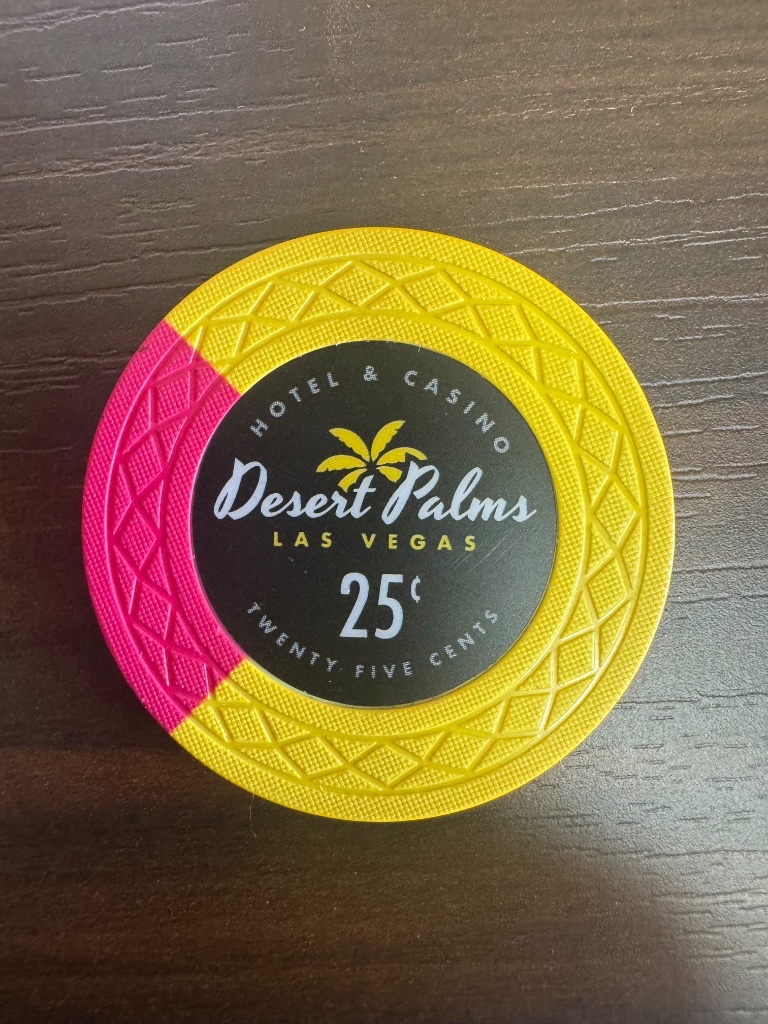 HOTEL & CASINO
Desert Palms
LAS VEGAS
25¢
TWENTY-FIVE CENTS